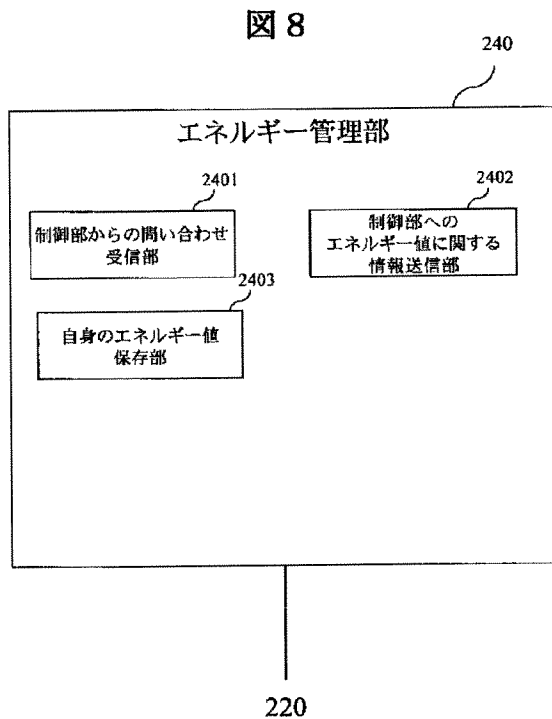 図8
240
エネルギー管理部
2401
制御部からの問い合わせ
受信部
2402
制御部への
エネルギー値に関する
情報送信部
2403
自身のエネルギー値
保存部
220